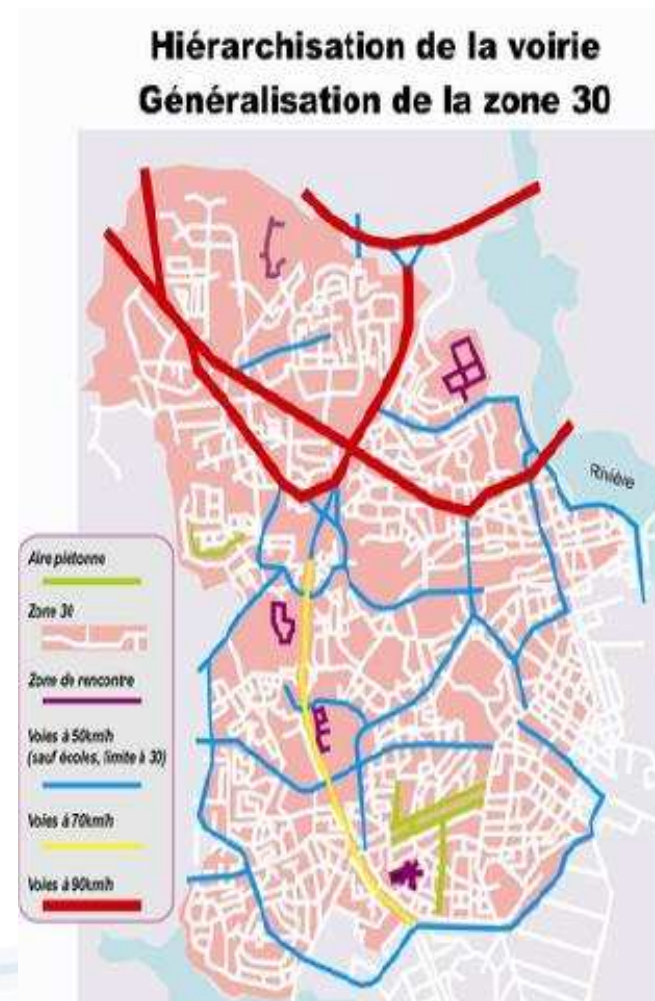 Hiérarchisation de la voirie
Généralisation de la zone 30
Rivière
Aire piétonne
Zone 30
Zone de rencontre
Voies à 50km/h
(sauf écoles, limite à 30)
Voies à 70km/h
Voies à 90km/h